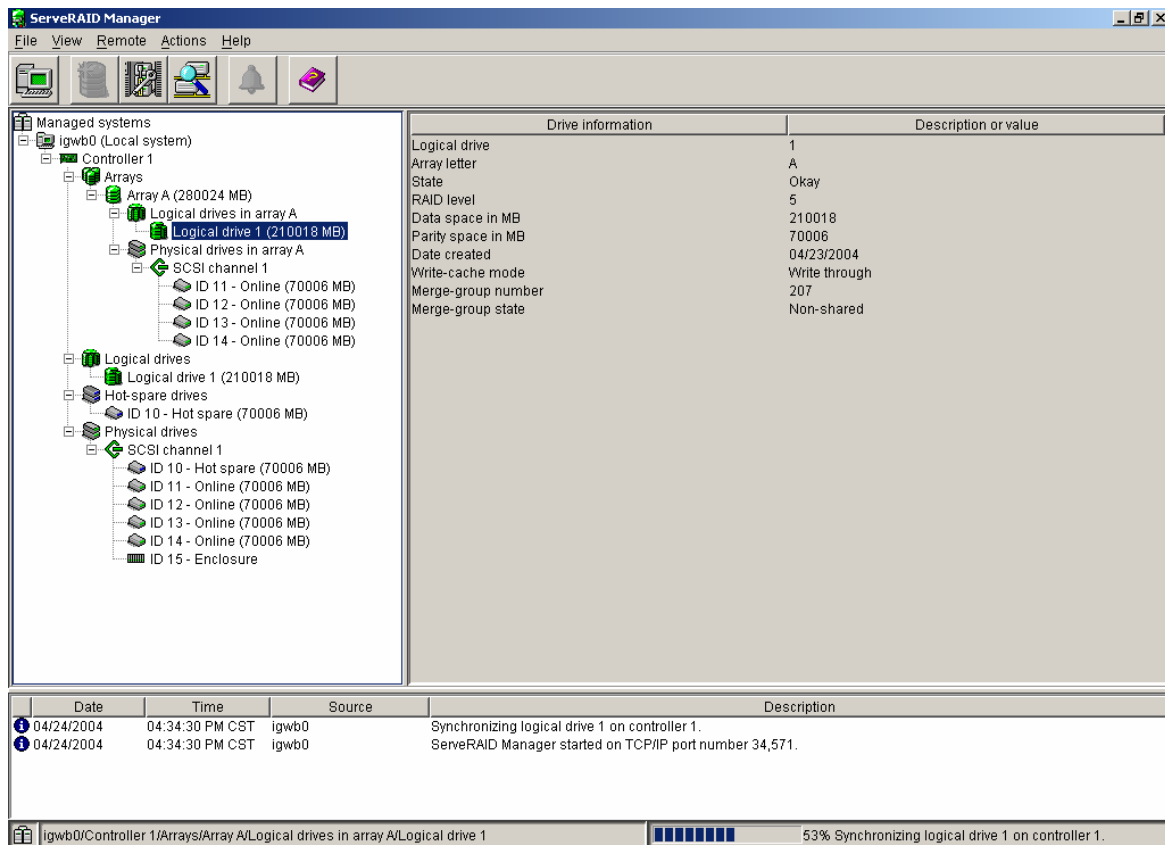 ServeRAID Manager
File View Remote Actions Help
Managed systems
igwb0 (Local system)
Controller 1
Arrays
Array A (280024 MB)
Logical drives in array A
Logical drive 1 (210018 MB)
Physical drives in array A
SCSI channel 1
ID 11 - Online (70006 MB)
ID 12 - Online (70006 MB)
ID 13 - Online (70006 MB)
ID 14 - Online (70006 MB)
Logical drives
Logical drive 1 (210018 MB)
Hot-spare drives
ID 10 - Hot spare (70006 MB)
Physical drives
SCSI channel 1
ID 10 - Hot spare (70006 MB)
ID 11 - Online (70006 MB)
ID 12 - Online (70006 MB)
ID 13 - Online (70006 MB)
ID 14 - Online (70006 MB)
ID 15 - Enclosure
Drive information Description or value
Logical drive 1
Array letter A
State Okay
RAID level 5
Data space in MB 210018
Parity space in MB 70006
Date created 04/23/2004
Write-cache mode Write through
Merge-group number 207
Merge-group state Non-shared
Date Time Source Description
04/24/2004 04:34:30 PM CST igwb0 Synchronizing logical drive 1 on controller 1.
04/24/2004 04:34:30 PM CST igwb0 ServeRAID Manager started on TCP/IP port number 34,571.
igwb0/Controller 1/Arrays/Array A/Logical drives in array A/Logical drive 1 53% Synchronizing logical drive 1 on controller 1.